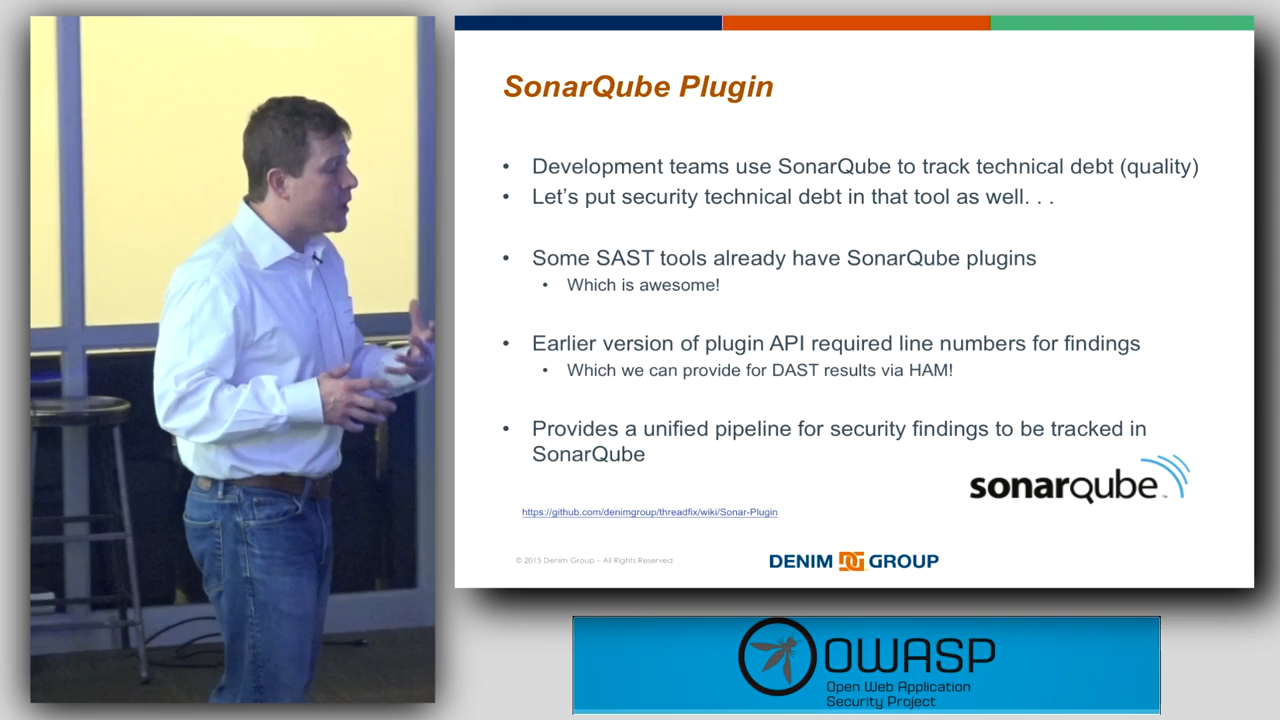 SonarQube Plugin
• Development teams use SonarQube to track technical debt (quality)
• Let's put security technical debt in that tool as well. . .
• Some SAST tools already have SonarQube plugins
• Which is awesome!
• Earlier version of plugin API required line numbers for findings
• Which we can provide for DAST results via HAM!
• Provides a unified pipeline for security findings to be tracked in
SonarQube
sonarqube
https://github.com/denimgroup/threadfix/wiki/Sonar-Plugin
© 2015 Denim Group – All Rights Reserved
DENIM DG GROUP
OWASP
Open Web Application
Security Project